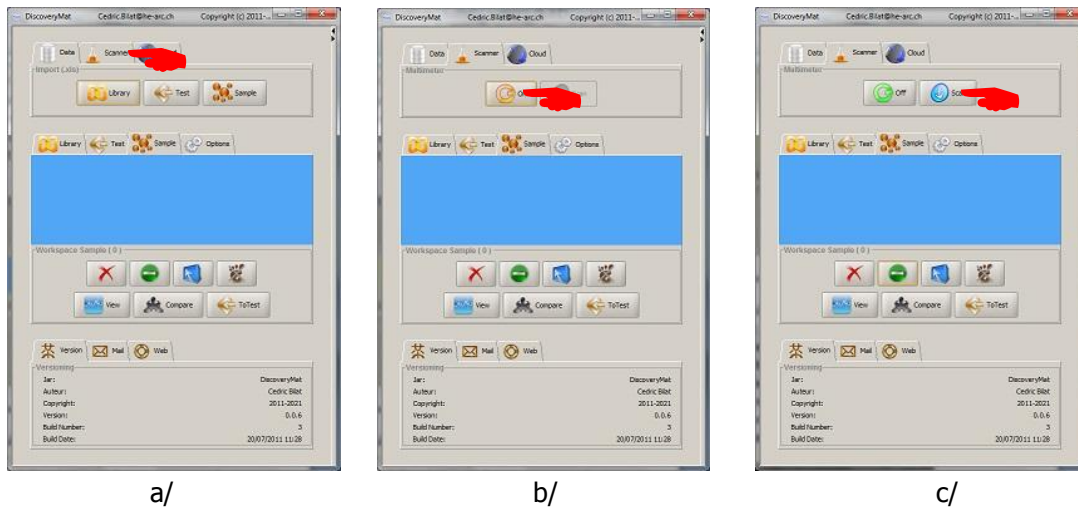 DiscoveryMat Cedric.Bilat@he-arc.ch Copyright (c) 2011-...
Data Scanner
Import (.xls)
Library Test Sample
Library Test Sample Options
Workspace Sample ( 0 )
View Compare ToTest
Version Mail Web
Versioning
Jar: DiscoveryMat
Auteur: Cedric Bilat
Copyright: 2011-2021
Version: 0.0.6
Build Number: 3
Build Date: 20/07/2011 11:28
a/
DiscoveryMat Cedric.Bilat@he-arc.ch Copyright (c) 2011-...
Data Scanner Cloud
Multimeter
Library Test Sample Options
Workspace Sample ( 0 )
View Compare ToTest
Version Mail Web
Versioning
Jar: DiscoveryMat
Auteur: Cedric Bilat
Copyright: 2011-2021
Version: 0.0.6
Build Number: 3
Build Date: 20/07/2011 11:28
b/
DiscoveryMat Cedric.Bilat@he-arc.ch Copyright (c) 2011-...
Data Scanner Cloud
Multimeter
Off
Library Test Sample Options
Workspace Sample ( 0 )
View Compare ToTest
Version Mail Web
Versioning
Jar: DiscoveryMat
Auteur: Cedric Bilat
Copyright: 2011-2021
Version: 0.0.6
Build Number: 3
Build Date: 20/07/2011 11:28
c/